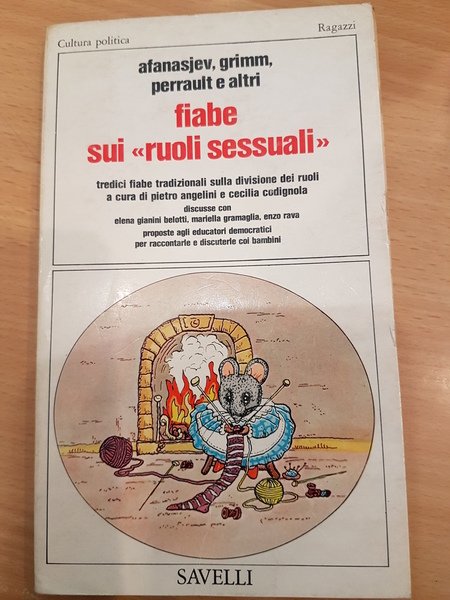 Cultura politica
Ragazzi
afanasjev, grimm,
perrault e altri
fiabe
sui «ruoli sessuali»
tredici fiabe tradizionali sulla divisione dei ruoli
a cura di pietro angelini e cecilia codignola
discusse con
elena gianini belotti, mariella gramaglia, enzo rava
proposte agli educatori democratici
per raccontarle e discuterle coi bambini
SAVELLI